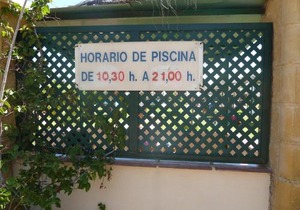 HORARIO DE PISCINA
DE 10,30 h. A 21,00 h.